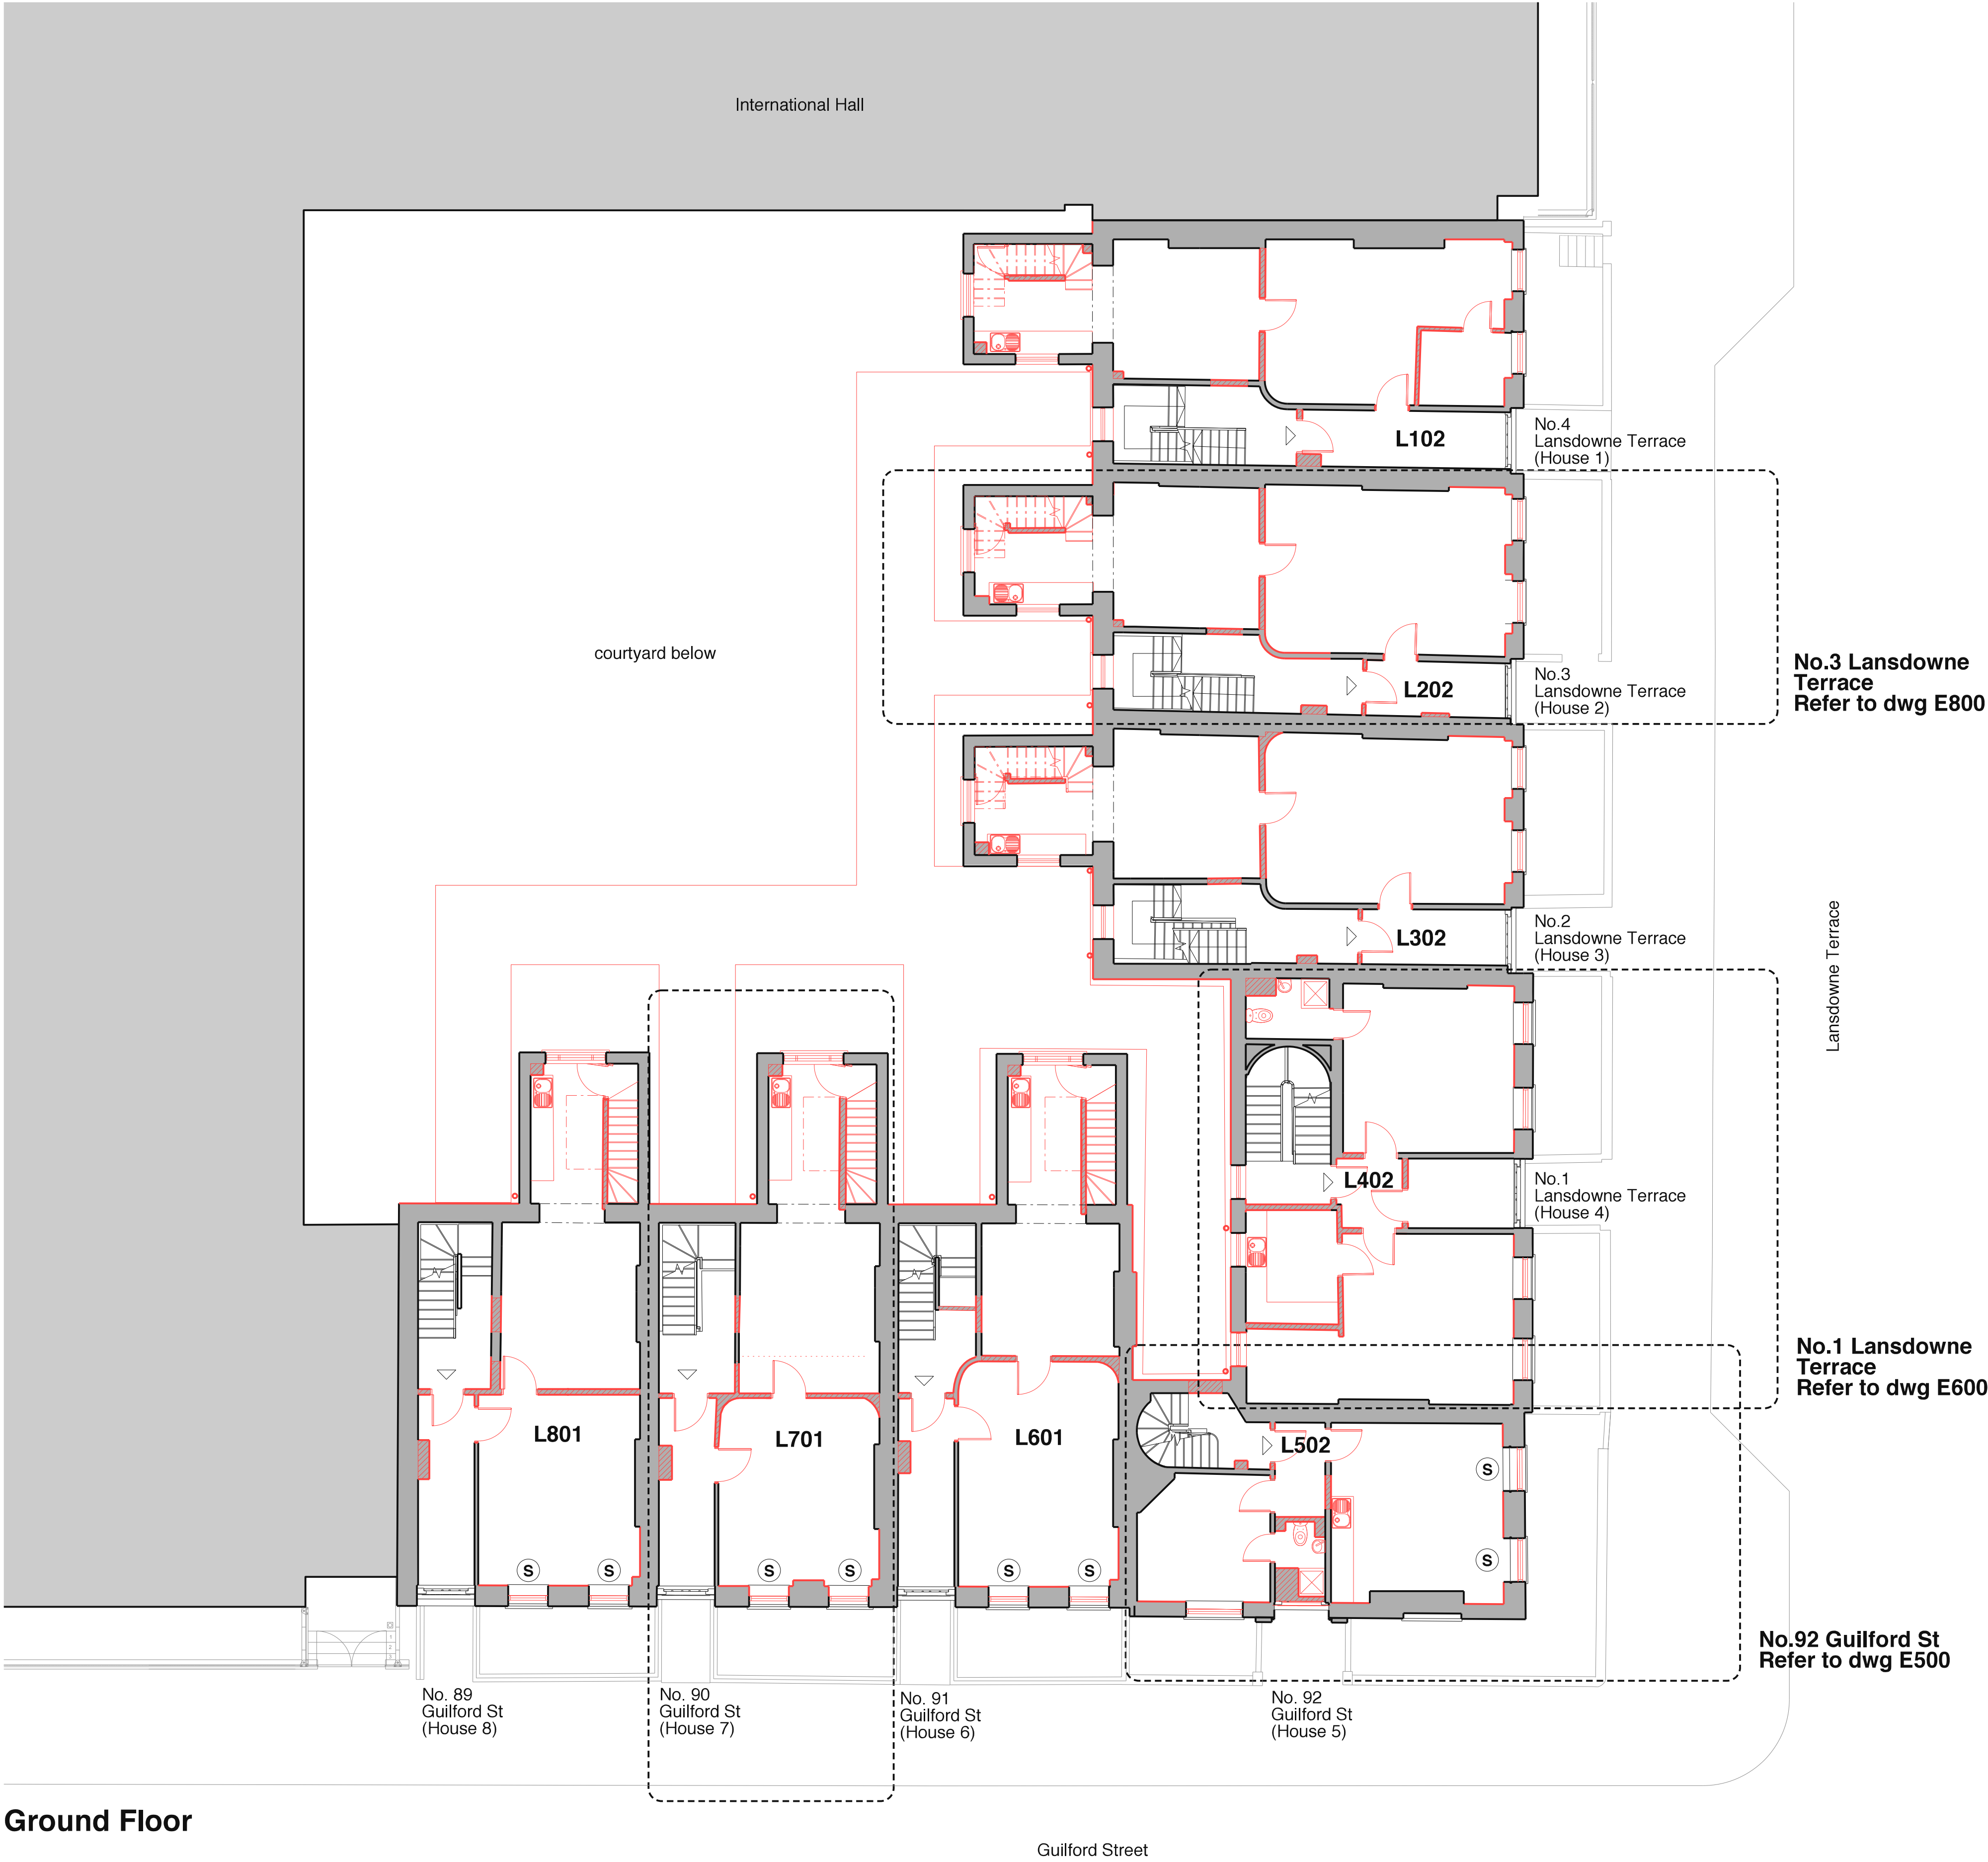 International Hall
No.4
Lansdowne Terrace
(House 1)
L102
courtyard below
No.3
Lansdowne Terrace
(House 2)
L202
No.3 Lansdowne
Terrace
Refer to dwg E800
No.2
Lansdowne Terrace
(House 3)
L302
Lansdowne Terrace
L402
No.1
Lansdowne Terrace
(House 4)
No.1 Lansdowne
Terrace
Refer to dwg E600
L801
L701
L601
L502
S
S
S
S
S
S
S
S
No.92 Guilford St
Refer to dwg E500
No. 89
Guilford St
(House 8)
No. 90
Guilford St
(House 7)
No. 91
Guilford St
(House 6)
No. 92
Guilford St
(House 5)
Ground Floor
Guilford Street